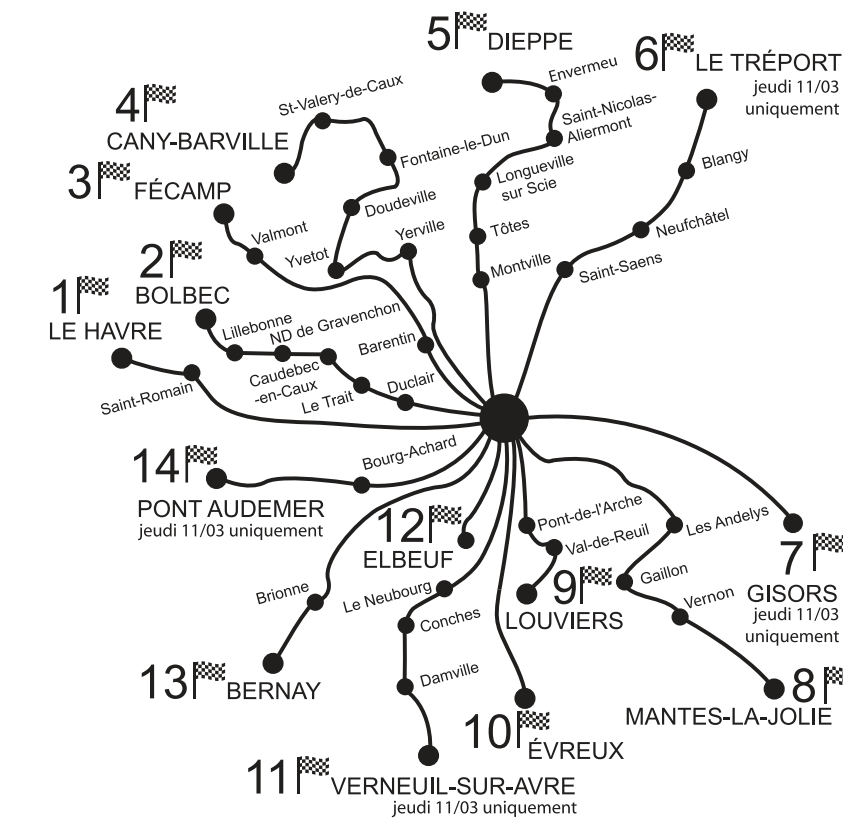 5 DIEPPE
6 LE TRÉPORT
jeudi 11/03
uniquement
Envermeu
Saint-Nicolas-
Aliermont
4
CANY-BARVILLE
St-Valery-de-Caux
Fontaine-le-Dun
Longueville
sur Scie
Blangy
3 FÉCAMP
Doudeville
Valmont
Yvetot
Yerville
Tôtes
Montville
Neufchâtel
Saint-Saens
2
BOLBEC
1
LE HAVRE
Lillebonne
ND de Gravenchon
Barentin
Caudebec
-en-Caux
Le Trait
Duclair
Saint-Romain
14
PONT AUDEMER
jeudi 11/03 uniquement
Bourg-Achard
12
ELBEUF
Pont-de-l'Arche
Val-de-Reuil
Les Andelys
7
GISORS
jeudi 11/03
uniquement
9
LOUVIERS
Gaillon
Vernon
Brionne
Le Neubourg
Conches
Damville
13 BERNAY
8
MANTES-LA-JOLIE
10
ÉVREUX
11 VERNEUIL-SUR-AVRE
jeudi 11/03 uniquement